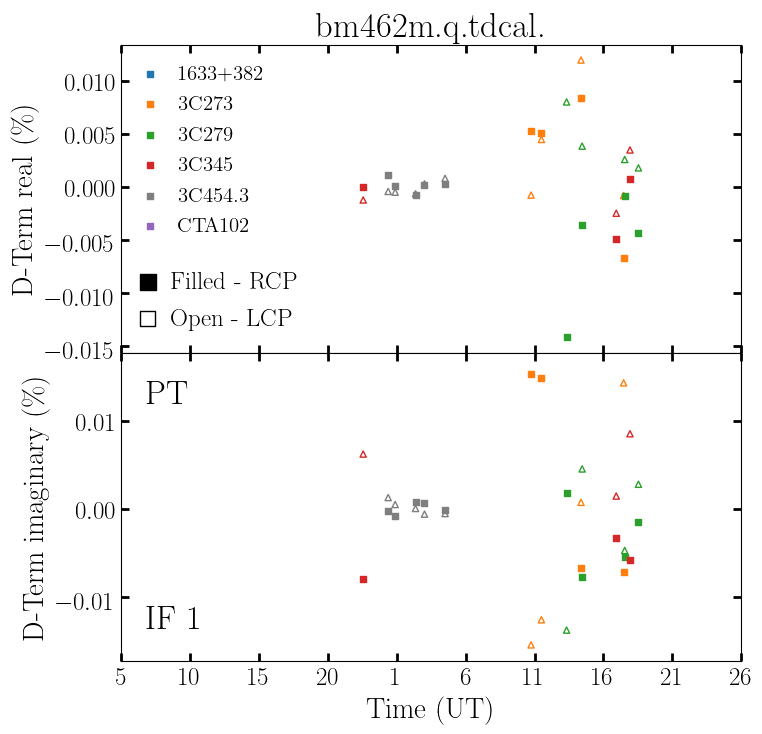 bm462m.q.tdcal.
D-Term real (%)
0.010
0.005
0.000
−0.005
−0.010
−0.015
1633+382
3C273
3C279
3C345
3C454.3
CTA102
Filled - RCP
Open - LCP
D-Term imaginary (%)
0.01
0.00
−0.01
PT
IF 1
5 10 15 20 1 6 11 16 21 26
Time (UT)